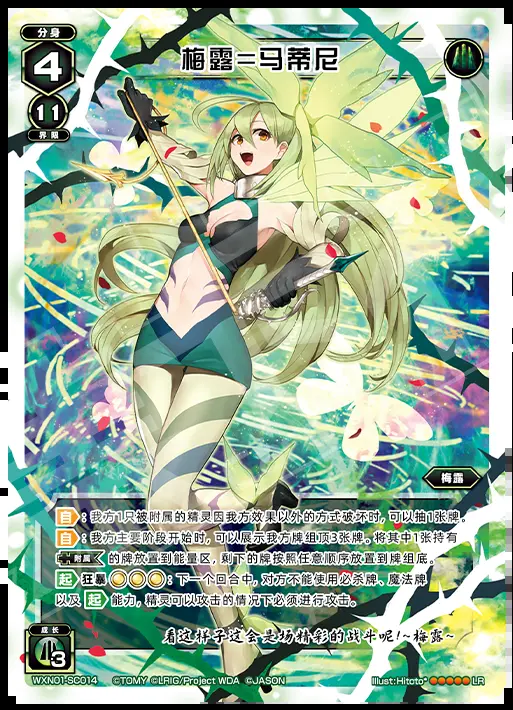 分身
4
11
界限
梅露=马蒂尼
梅露
自：我方1只被附属的精灵因我方效果以外的方式破坏时，可以抽1张牌。
自：我方主要阶段开始时，可以展示我方牌组顶3张牌。将其中1张持有
附属 的牌放置到能量区，剩下的牌按照任意顺序放置到牌组底。
起 狂暴：下一个回合中，对方不能使用必杀牌、魔法牌
以及 起 能力，精灵可以攻击的情况下必须进行攻击。
看这样子这会是场精彩的战斗呢!~梅露~
成长
3
WXN01-SC014 ©TOMY ©LRIG/Project WDA ©JASON Illust:Hitoto* LR